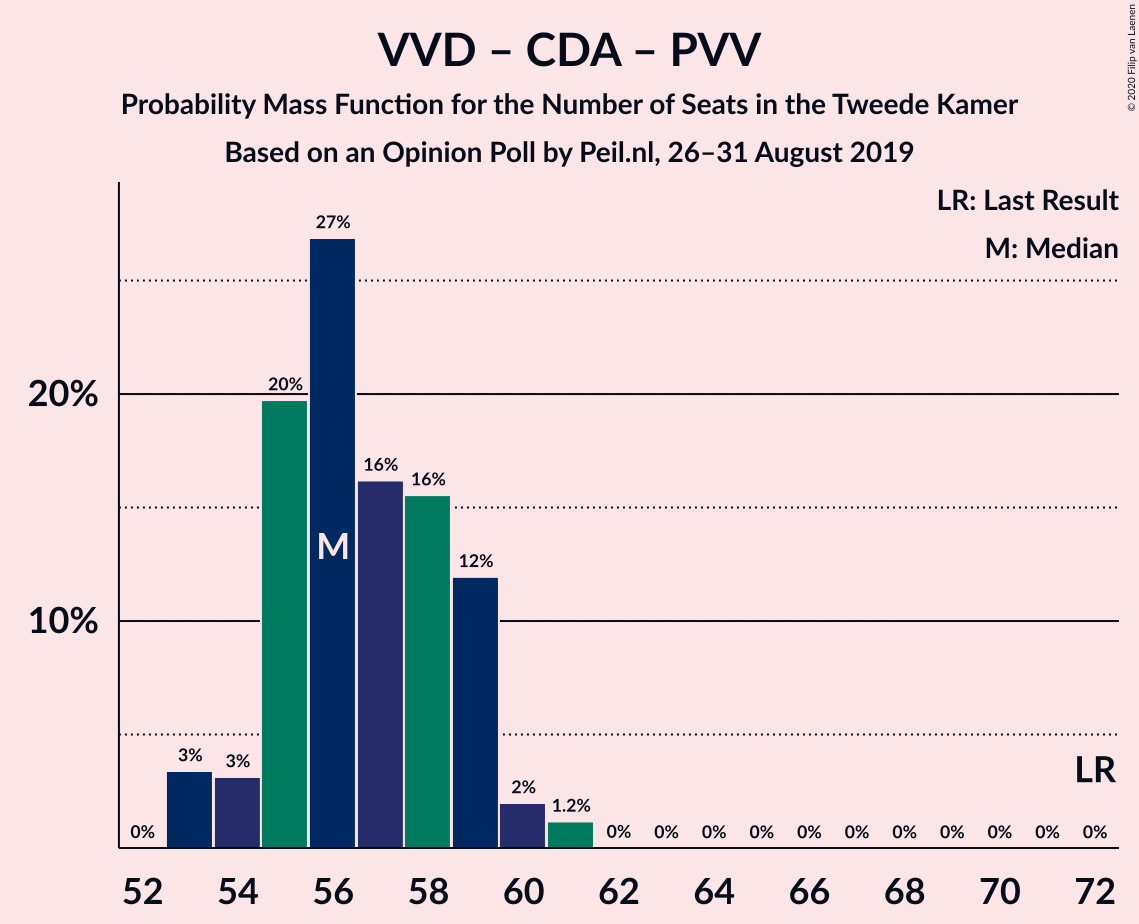 VVD – CDA – PVV
Probability Mass Function for the Number of Seats in the Tweede Kamer
Based on an Opinion Poll by Peil.nl, 26–31 August 2019
© 2020 Filip van Laenen
LR: Last Result
M: Median
27%
20%
20%
16%
16%
M
12%
10%
3%
3%
2%
1.2%
LR
0%
0% 0% 0% 0% 0% 0% 0% 0% 0% 0% 0%
52 54 56 58 60 62 64 66 68 70 72